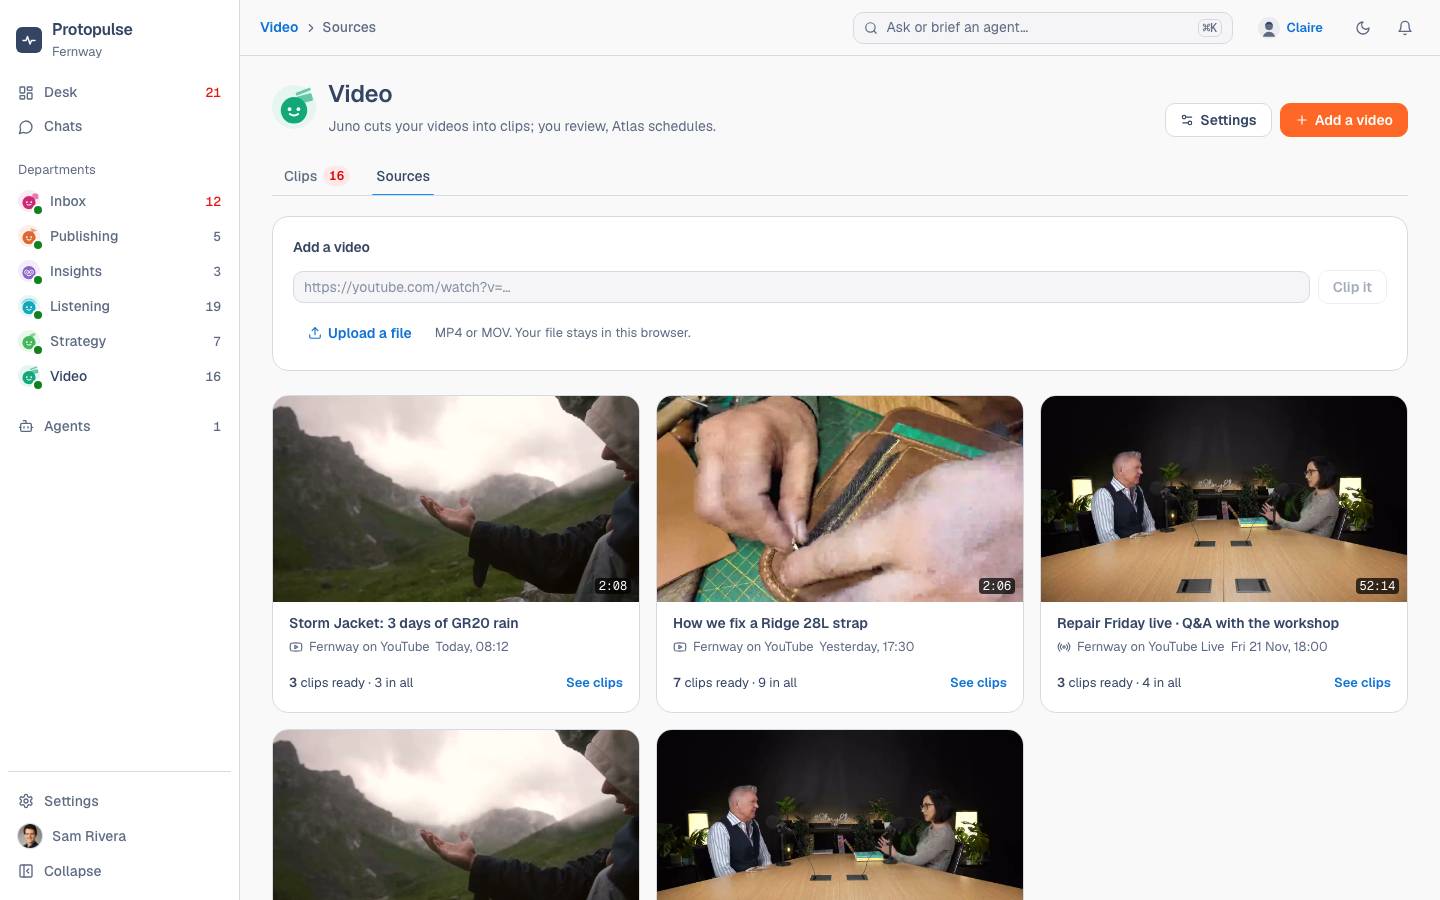 Protopulse
Fernway
Desk 21
Chats
Departments
Inbox 12
Publishing 5
Insights 3
Listening 19
Strategy 7
Video 16
Agents 1
Settings
Sam Rivera
Collapse
Video > Sources
Ask or brief an agent… ⌘K
Claire
Video
Juno cuts your videos into clips; you review, Atlas schedules.
Settings
+ Add a video
Clips 16
Sources
Add a video
https://youtube.com/watch?v=…
Clip it
Upload a file
MP4 or MOV. Your file stays in this browser.
2:08
Storm Jacket: 3 days of GR20 rain
Fernway on YouTube Today, 08:12
3 clips ready · 3 in all
See clips
2:06
How we fix a Ridge 28L strap
Fernway on YouTube Yesterday, 17:30
7 clips ready · 9 in all
See clips
52:14
Repair Friday live · Q&A with the workshop
Fernway on YouTube Live Fri 21 Nov, 18:00
3 clips ready · 4 in all
See clips